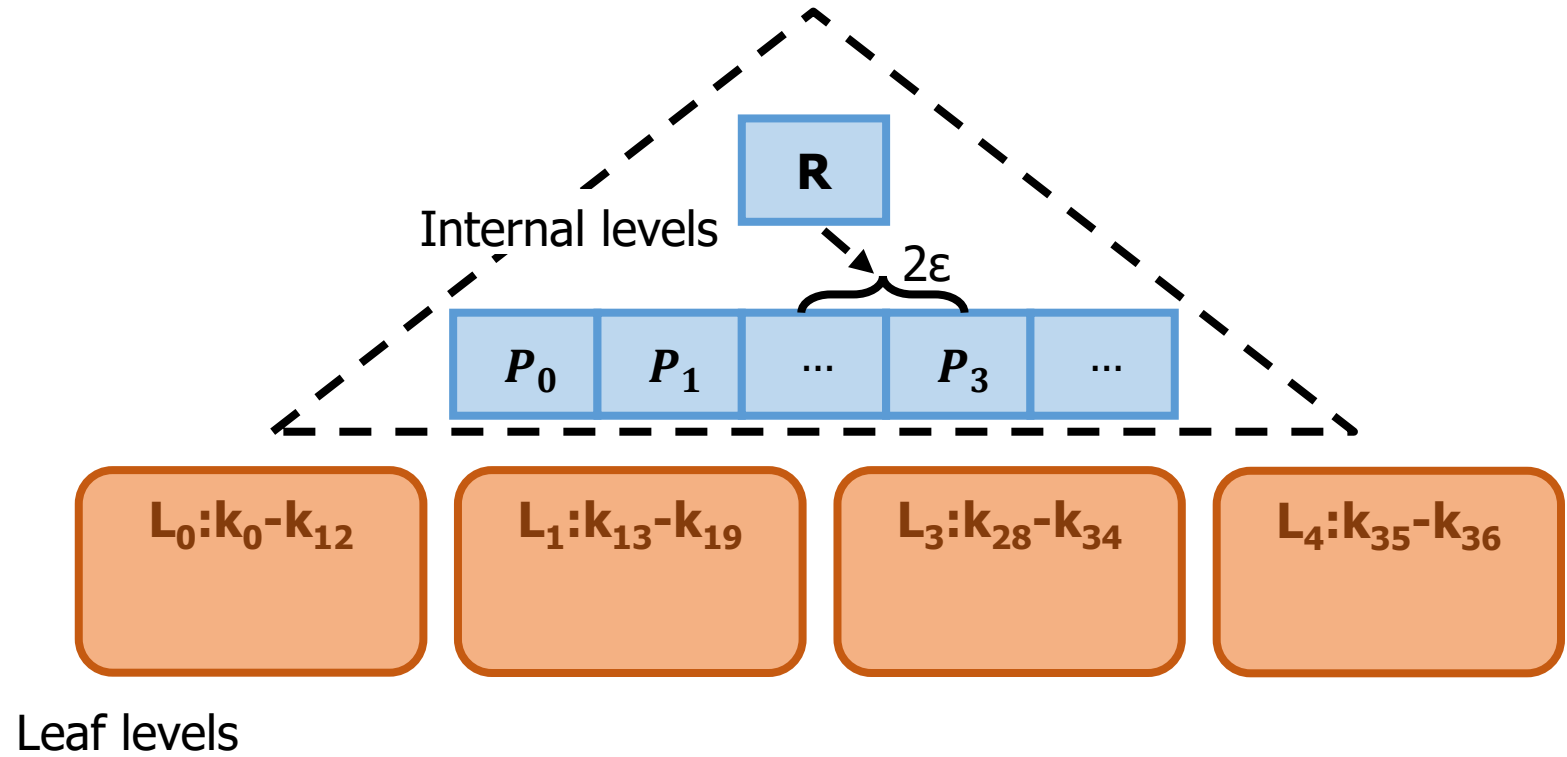 R
Internal levels
2ε
P₀ P₁ ... P₃ ...
L₀:k₀-k₁₂ L₁:k₁₃-k₁₉ L₃:k₂₈-k₃₄ L₄:k₃₅-k₃₆
Leaf levels